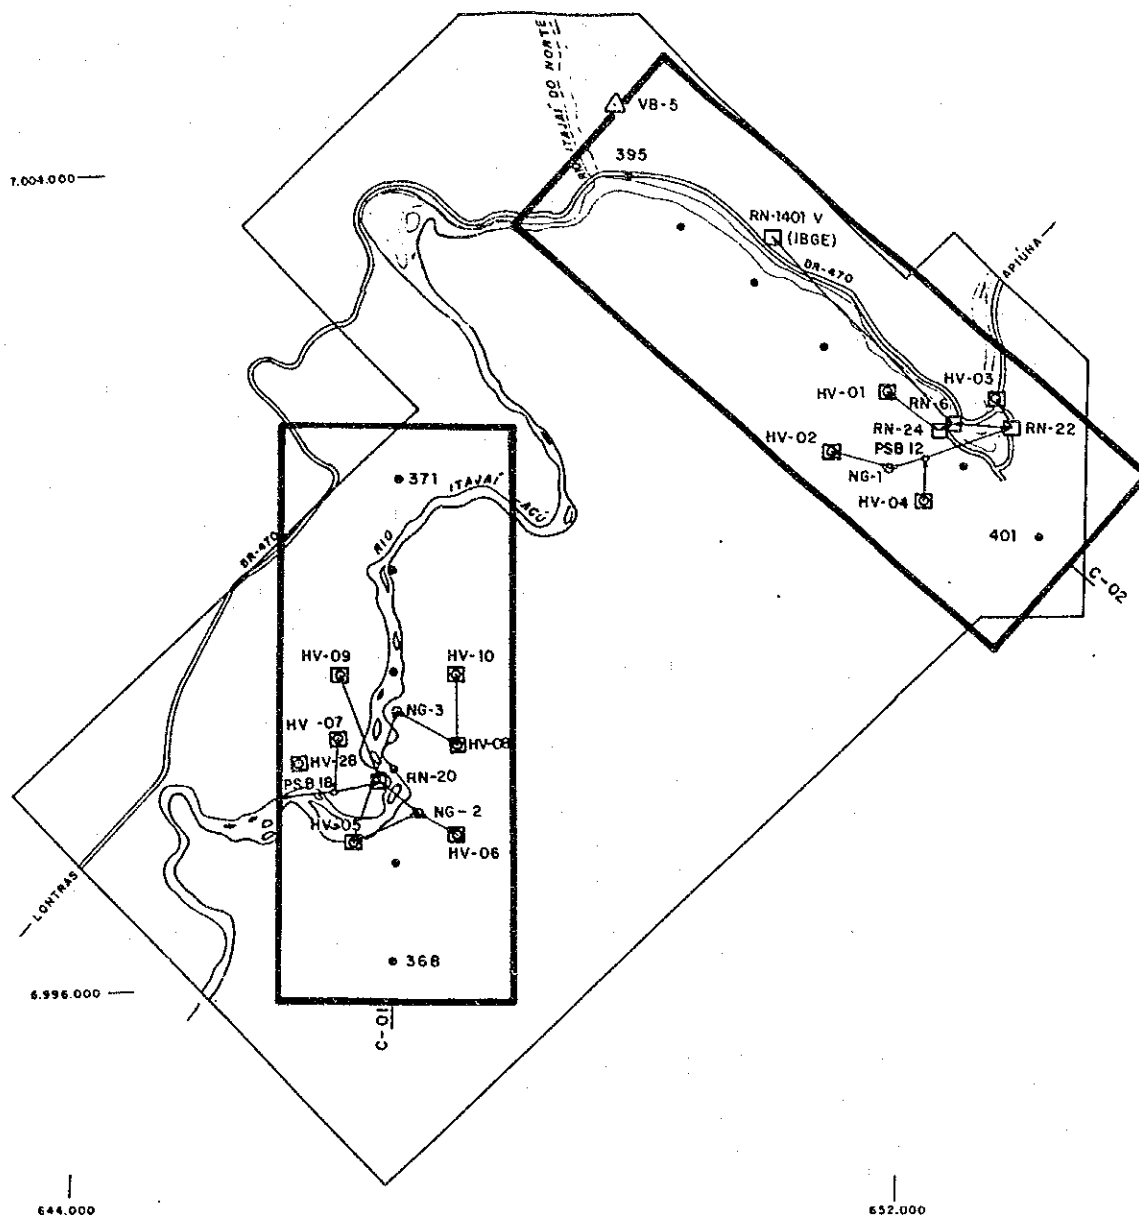 RIO ITAJAÍ DO NORTE
VB-5
395
7.004.000
RN-1401 V
(IBGE)
BR-470
APIÚNA
HV-03
HV-01
RN-6
RN-24
RN-22
HV-02
PSB 12
NG-1
HV-04
401
C-02
371
RIO ITAJAÍ-AÇÚ
BR-470
HV-09
HV-10
NG-3
HV-07
HV-08
HV-28
RN-20
PSB 18
NG-2
HV-05
HV-06
LONTRAS
368
6.996.000
C-01
644.000
652.000